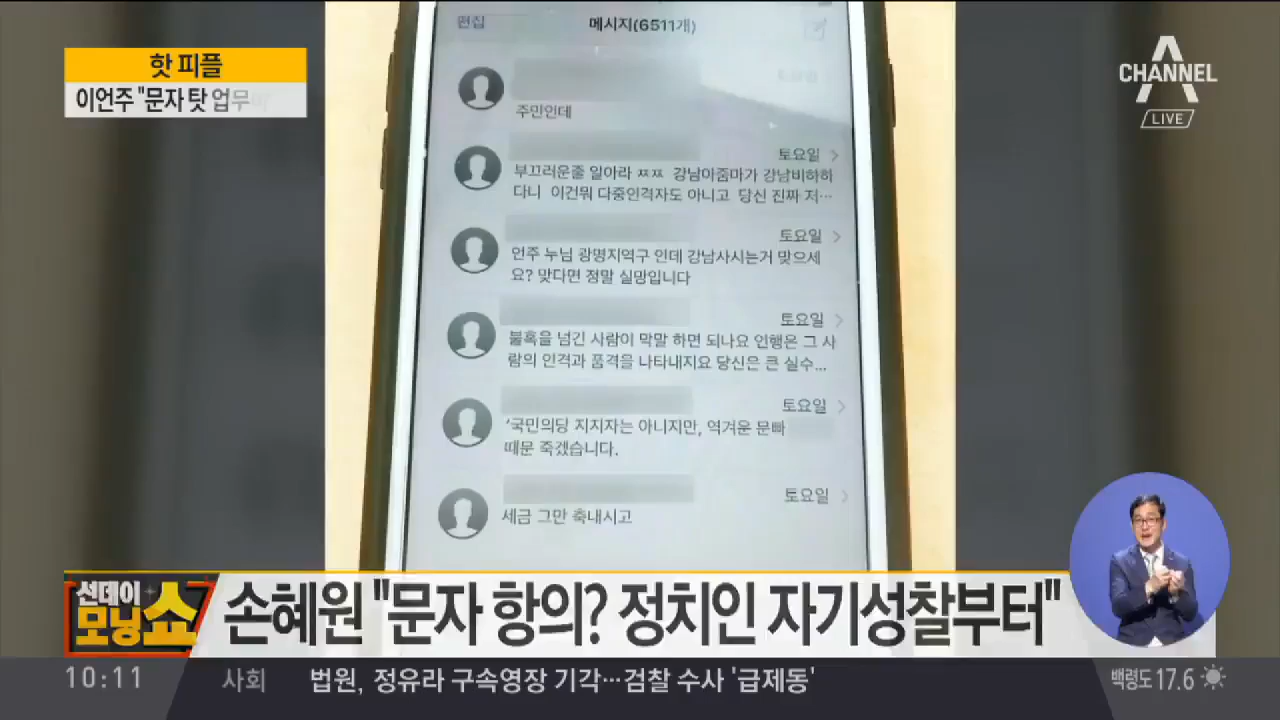 편집
메시지(6511개)
핫 피플
이언주 "문자 탓 업무
CHANNEL
A
LIVE
주민인데
토요일
부끄러운줄 알아라 ㅉㅉ 강남아줌마가 강남비하하
다니 이건뭐 다중인격자도 아니고 당신 진짜 저…
토요일
언주 누님 광명지역구 인데 강남사시는거 맞으세
요? 맞다면 정말 실망입니다
토요일
불혹을 넘긴 사람이 막말 하면 되나요 인행은 그 사
람의 인격과 품격을 나타내지요 당신은 큰 실수…
토요일
'국민의당 지지자는 아니지만, 역겨운 문빠
때문 죽겠습니다.
토요일
세금 그만 축내시고
선데이
모닝쇼
손혜원 "문자 항의? 정치인 자기성찰부터"
10:11
사회
법원, 정유라 구속영장 기각…검찰 수사 '급제동'
백령도 17.6